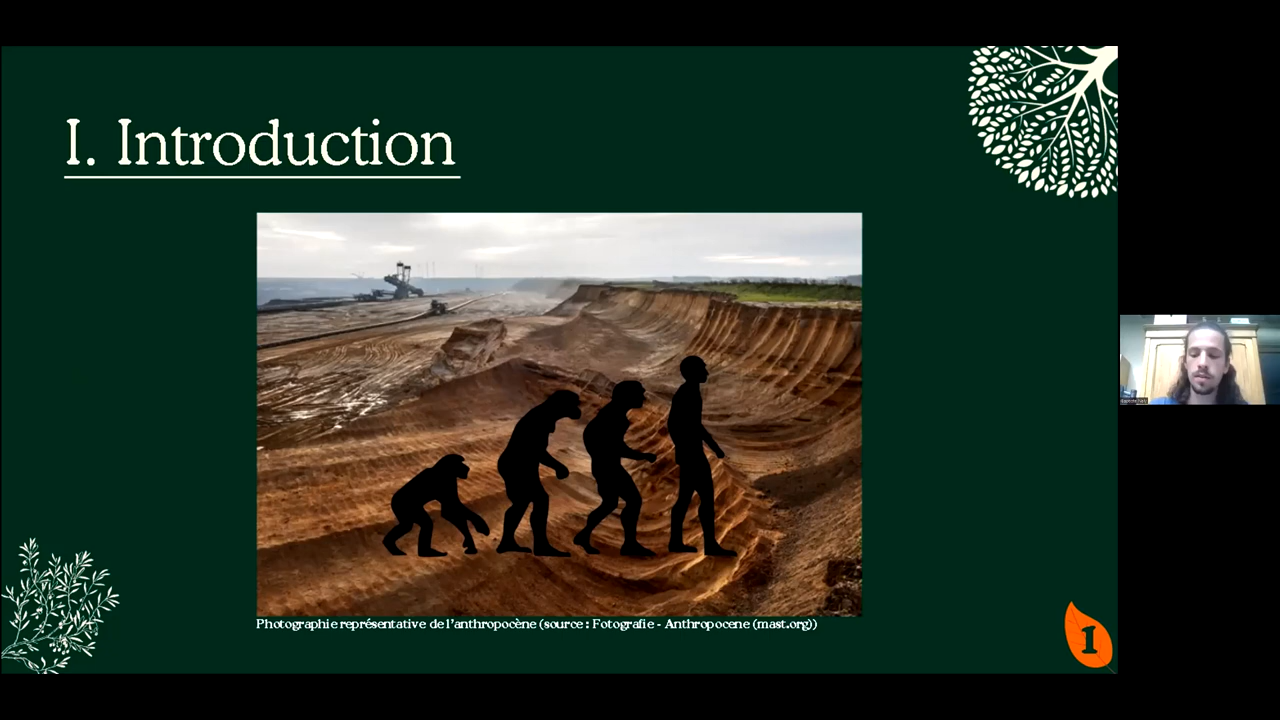 I. Introduction
Photographie représentative de l'anthropocène (source : Fotografie - Anthropocene (mast.org))
1